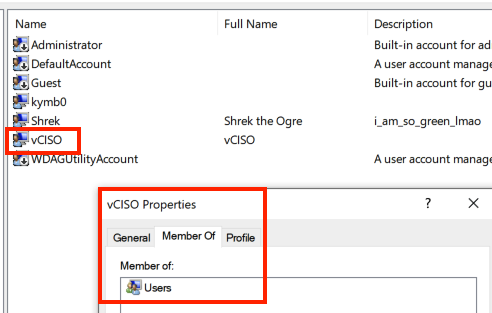 Name Full Name Description
Administrator Built-in account for ad
DefaultAccount A user account manage
Guest Built-in account for gu
kymb0
Shrek Shrek the Ogre i_am_so_green_lmao
vCISO vCISO
WDAGUtilityAccount A user account manage
vCISO Properties ? ×
General Member Of Profile
Member of:
Users